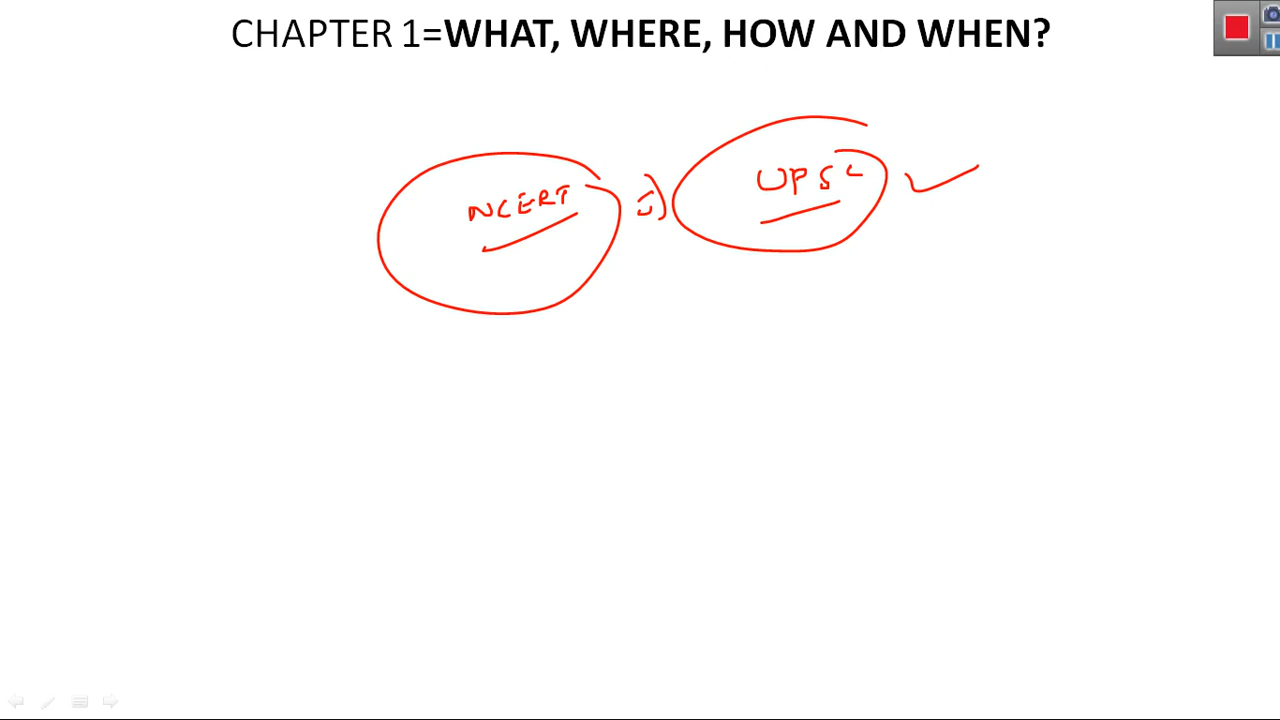 CHAPTER 1=WHAT, WHERE, HOW AND WHEN?
NCERT UPSC